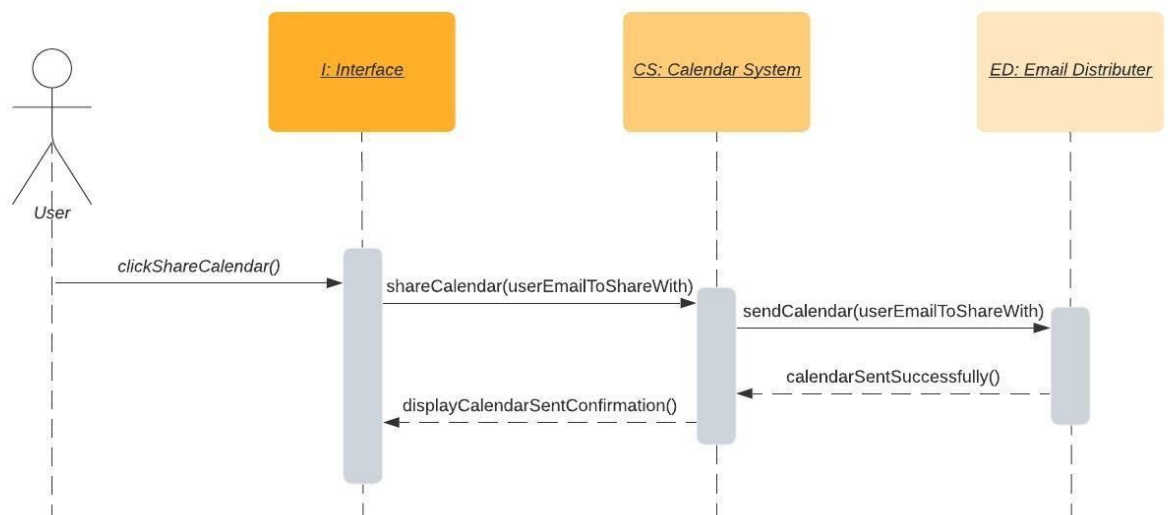 I: Interface
CS: Calendar System
ED: Email Distributer
User
clickShareCalendar()
shareCalendar(userEmailToShareWith)
sendCalendar(userEmailToShareWith)
calendarSentSuccessfully()
displayCalendarSentConfirmation()